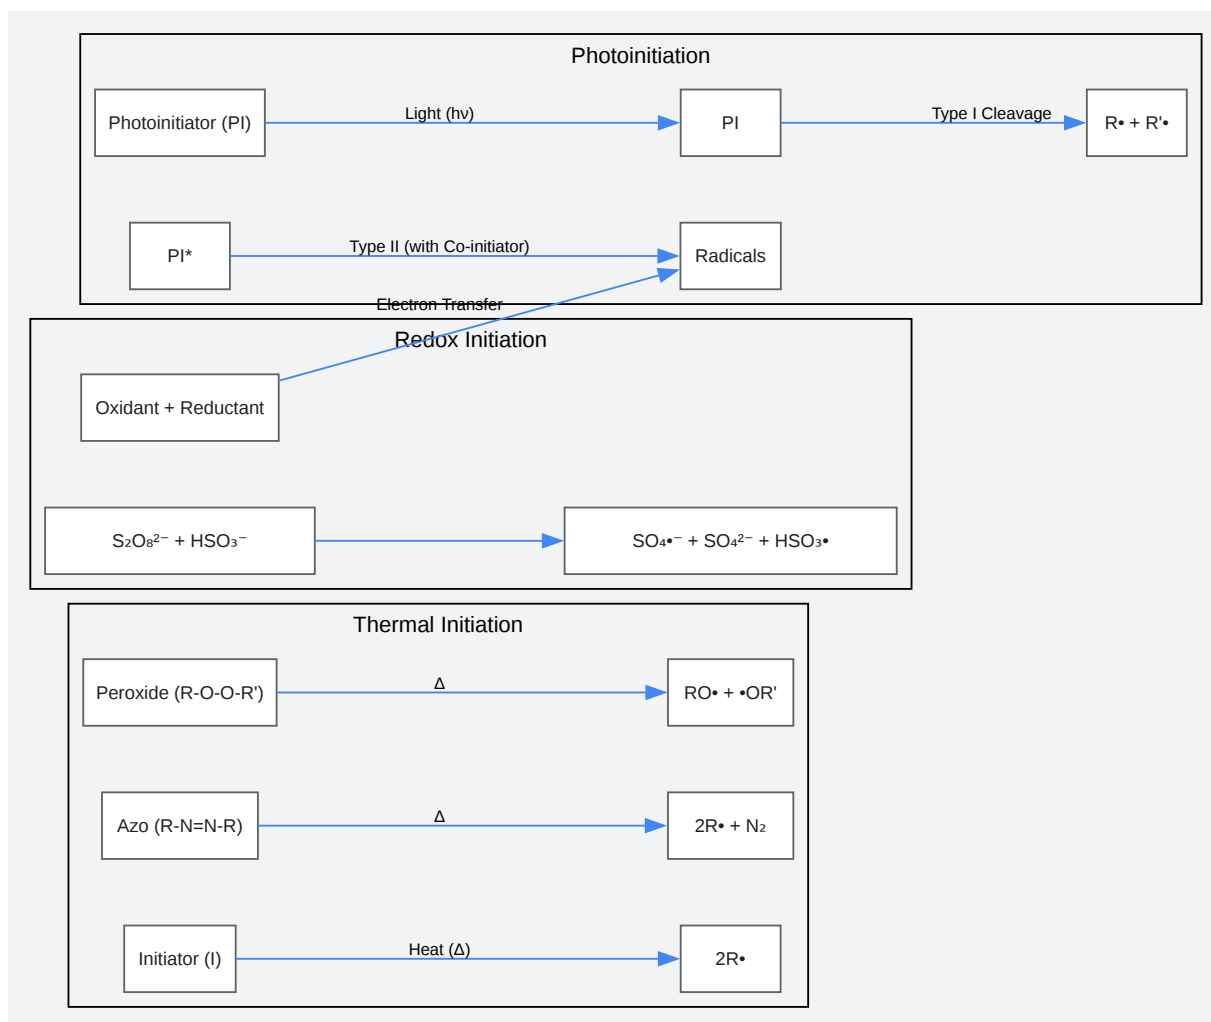 Photoinitiation
Photoinitiator (PI)
Light (hν)
PI
Type I Cleavage
R• + R'•
PI*
Type II (with Co-initiator)
Radicals
Electron Transfer
Redox Initiation
Oxidant + Reductant
S₂O₈²⁻ + HSO₃⁻
SO₄•⁻ + SO₄²⁻ + HSO₃•
Thermal Initiation
Peroxide (R-O-O-R')
Δ
RO• + •OR'
Azo (R-N=N-R)
Δ
2R• + N₂
Initiator (I)
Heat (Δ)
2R•